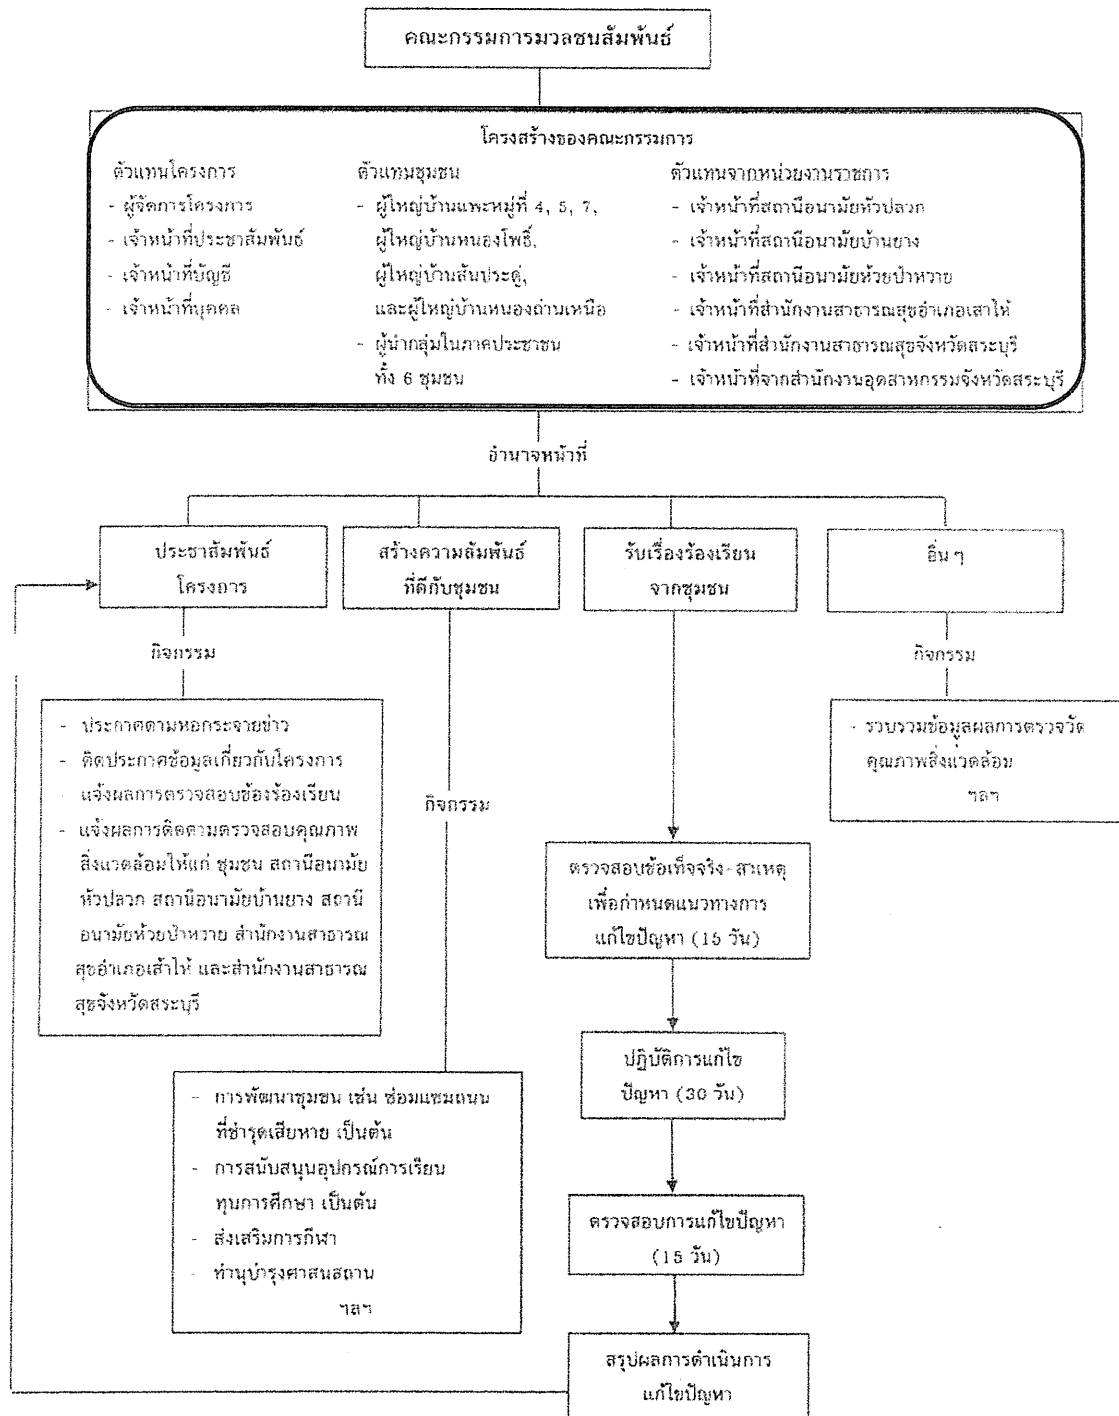 คณะกรรมการมวลชนสัมพันธ์
โครงสร้างของคณะกรรมการ
ตัวแทนโครงการ
- ผู้จัดการโครงการ
- เจ้าหน้าที่ประชาสัมพันธ์
- เจ้าหน้าที่บัญชี
- เจ้าหน้าที่บุคคล
ตัวแทนชุมชน
- ผู้ใหญ่บ้านแพะหมู่ที่ 4, 5, 7,
ผู้ใหญ่บ้านหนองโพธิ์,
ผู้ใหญ่บ้านสันประดู่,
และผู้ใหญ่บ้านหนองถ่านเหนือ
- ผู้นำกลุ่มในภาคประชาชน
ทั้ง 6 ชุมชน
ตัวแทนจากหน่วยงานราชการ
- เจ้าหน้าที่สถานีอนามัยหัวปลวก
- เจ้าหน้าที่สถานีอนามัยบ้านยาง
- เจ้าหน้าที่สถานีอนามัยห้วยป่าหวาย
- เจ้าหน้าที่สำนักงานสาธารณสุขอำเภอเสาไห้
- เจ้าหน้าที่สำนักงานสาธารณสุขจังหวัดสระบุรี
- เจ้าหน้าที่จากสำนักงานอุตสาหกรรมจังหวัดสระบุรี
อำนาจหน้าที่
ประชาสัมพันธ์
โครงการ
สร้างความสัมพันธ์
ที่ดีกับชุมชน
รับเรื่องร้องเรียน
จากชุมชน
อื่นๆ
กิจกรรม
- ประกาศตามหอกระจายข่าว
- ติดประกาศข้อมูลเกี่ยวกับโครงการ
- แจ้งผลการตรวจสอบข้อร้องเรียน
- แจ้งผลการติดตามตรวจสอบคุณภาพ
สิ่งแวดล้อมให้แก่ ชุมชน สถานีอนามัย
หัวปลวก สถานีอนามัยบ้านยาง สถานี
อนามัยห้วยป่าหวาย สำนักงานสาธารณ
สุขอำเภอเส้าไห้ และสำนักงานสาธารณ
สุขจังหวัดสระบุรี
กิจกรรม
- การพัฒนาชุมชน เช่น ซ่อมแซมถนน
ที่ชำรุดเสียหาย เป็นต้น
- การสนับสนุนอุปกรณ์การเรียน
ทุนการศึกษา เป็นต้น
- ส่งเสริมการกีฬา
- ทำนุบำรุงศาสนสถาน
ฯลฯ
ตรวจสอบข้อเท็จจริง-สาเหตุ
เพื่อกำหนดแนวทางการ
แก้ไขปัญหา (15 วัน)
ปฏิบัติการแก้ไข
ปัญหา (30 วัน)
ตรวจสอบการแก้ไขปัญหา
(15 วัน)
สรุปผลการดำเนินการ
แก้ไขปัญหา
กิจกรรม
- รวบรวมข้อมูลผลการตรวจวัด
คุณภาพสิ่งแวดล้อม
ฯลฯ